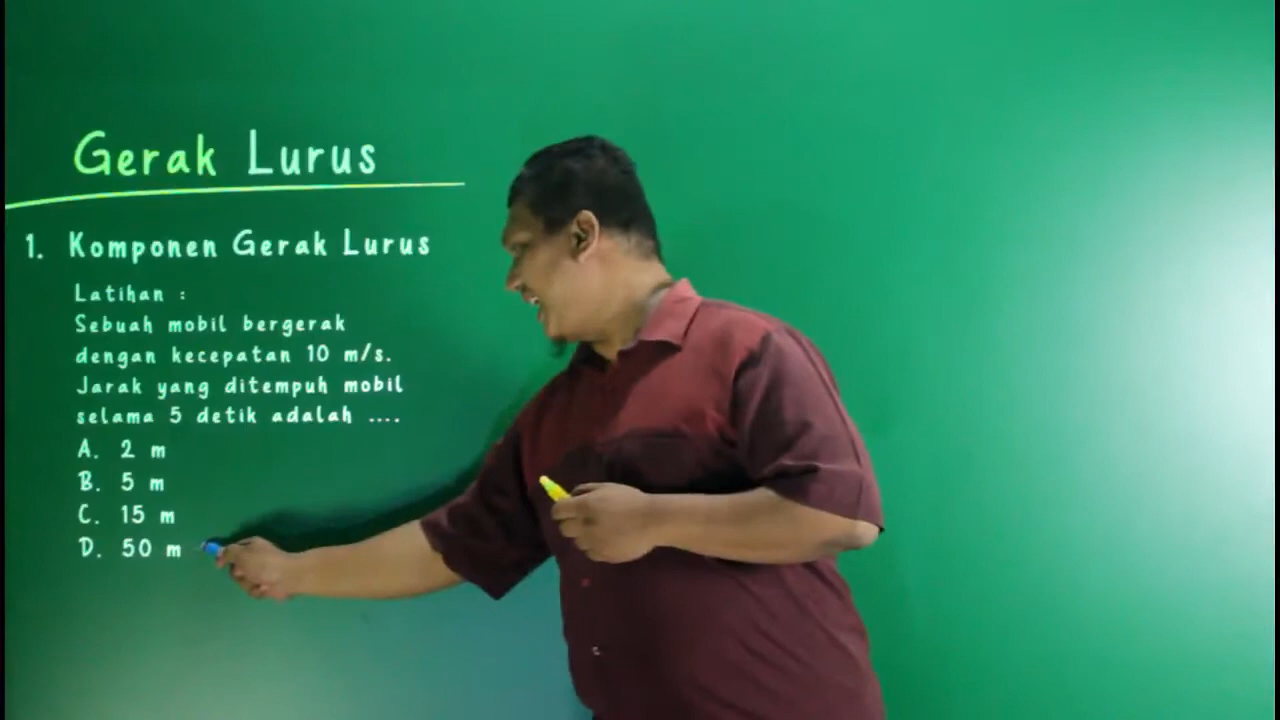 Gerak Lurus
1. Komponen Gerak Lurus
Latihan :
Sebuah mobil bergerak
dengan kecepatan 10 m/s.
Jarak yang ditempuh mobil
selama 5 detik adalah ....
A. 2 m
B. 5 m
C. 15 m
D. 50 m